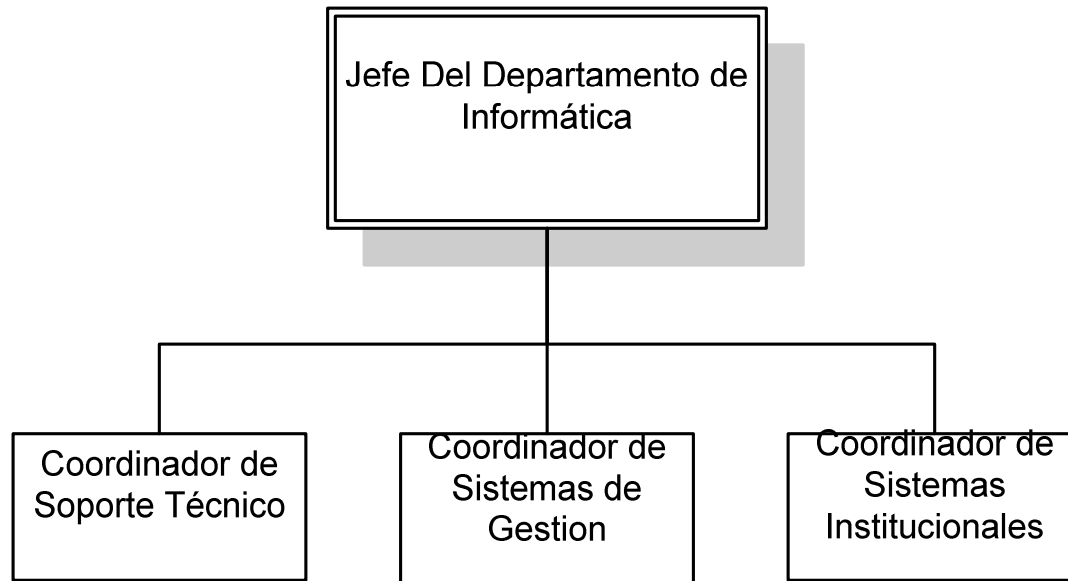 Jefe Del Departamento de
Informática
Coordinador de
Soporte Técnico
Coordinador de
Sistemas de
Gestion
Coordinador de
Sistemas
Institucionales